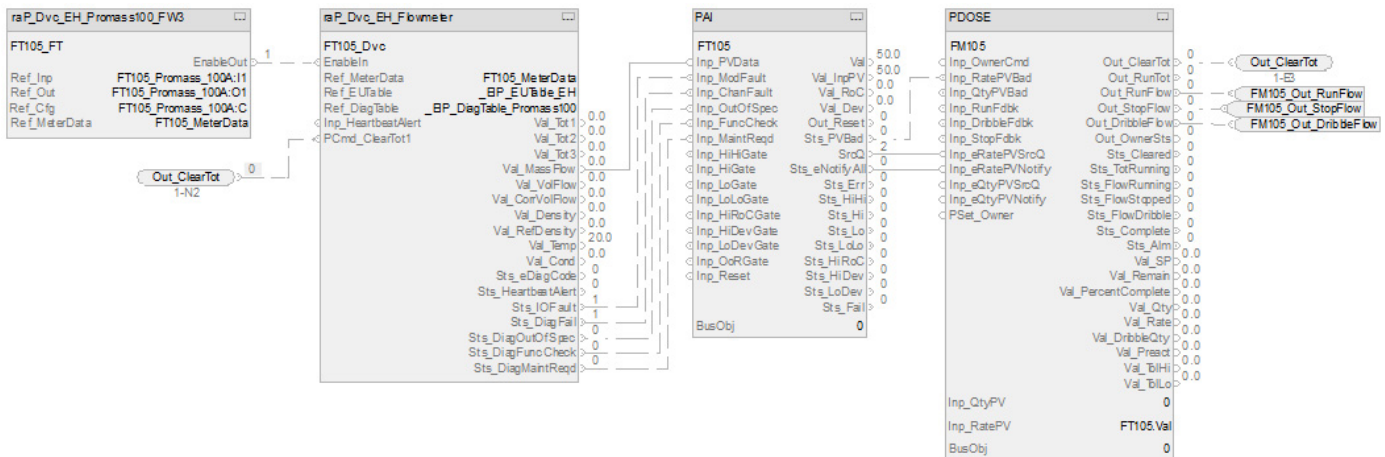 raP_Dvc_EH_Promass100_FW3
FT105_FT
EnableOut 1
Ref_Inp FT105_Promass_100A:I1
Ref_Out FT105_Promass_100A:O1
Ref_Cfg FT105_Promass_100A:C
Ref_MeterData FT105_MeterData
Out_ClearTot 0
1-N2
raP_Dvc_EH_Flowmeter
FT105_Dvc
EnableIn
Ref_MeterData FT105_MeterData
Ref_EUTable _BP_EUTable_EH
Ref_DiagTable _BP_DiagTable_Promass100
Inp_HeartbeatAlert Val_Tot1 0.0
PCmd_ClearTot1 Val_Tot2 0.0
Val_Tot3 0.0
Val_MassFlow 0.0
Val_VolFlow 0.0
Val_CorrVolFlow 0.0
Val_Density 0.0
Val_RefDensity 0.0
Val_Temp 20.0
Val_Cond 0.0
Sts_eDiagCode 0
Sts_HeartbeatAlert 0
Sts_IOFault 1
Sts_DiagFail 1
Sts_DiagOutOfSpec 0
Sts_DiagFuncCheck 0
Sts_DiagMaintReqd 0
PAI
FT105
Inp_PVData Val 50.0
Inp_ModFault Val_InpPV 50.0
Inp_ChanFault Val_RoC 0.0
Inp_OutOfSpec Val_Dev 0.0
Inp_FuncCheck Out_Reset 0
Inp_MaintReqd Sts_PVBad 0
Inp_HiHiGate SrcQ 2
Inp_HiGate Sts_eNotifyAll 0
Inp_LoGate Sts_Err 0
Inp_LoLoGate Sts_HiHi 0
Inp_HiRoCGate Sts_Hi 0
Inp_HiDevGate Sts_Lo 0
Inp_LoDevGate Sts_LoLo 0
Inp_OoRGate Sts_HiRoC 0
Inp_Reset Sts_HiDev 0
Sts_LoDev 0
Sts_Fail 0
BusObj 0
PDOSE
FM105
Inp_OwnerCmd Out_ClearTot 0
Inp_RatePVBad Out_RunTot 0
Inp_QtyPVBad Out_RunFlow 0
Inp_RunFdbk Out_StopFlow 0
Inp_DribbleFdbk Out_DribbleFlow 0
Inp_StopFdbk Out_OwnerSts 0
Inp_eRatePVSrcQ Sts_Cleared 0
Inp_eRatePVNotify Sts_TotRunning 0
Inp_eQtyPVSrcQ Sts_FlowRunning 0
Inp_eQtyPVNotify Sts_FlowStopped 0
PSet_Owner Sts_FlowDribble 0
Sts_Complete 0
Sts_Alm 0
Val_SP 0.0
Val_Remain 0.0
Val_PercentComplete 0.0
Val_Qty 0.0
Val_Rate 0.0
Val_DribbleQty 0.0
Val_Preact 0.0
Val_TolHi 0.0
Val_TolLo 0.0
Inp_QtyPV 0
Inp_RatePV FT105.Val
BusObj 0
Out_ClearTot
1-E3
FM105_Out_RunFlow
FM105_Out_StopFlow
FM105_Out_DribbleFlow